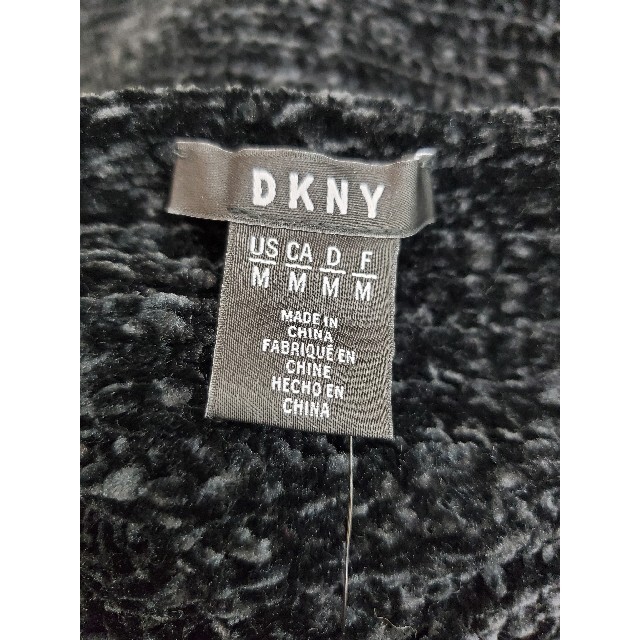 DKNY
US CA D F
M M M M
MADE IN
CHINA
FABRIQUÉ EN
CHINE
HECHO EN
CHINA